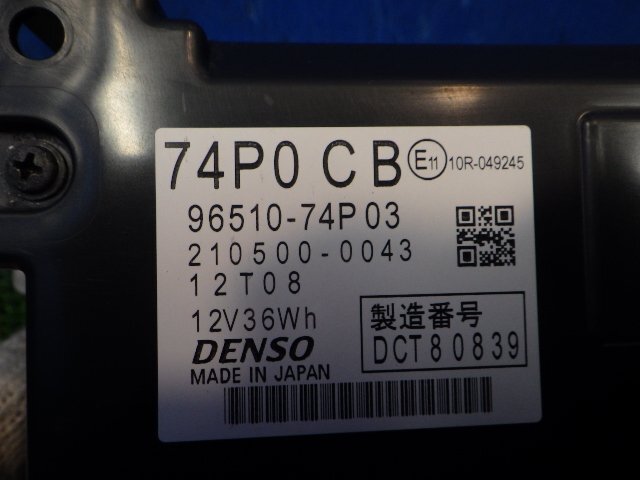 74P0 CB E11 10R-049245
96510-74P03
210500-0043
12T08
12V36Wh
製造番号
DCT80839
DENSO
MADE IN JAPAN